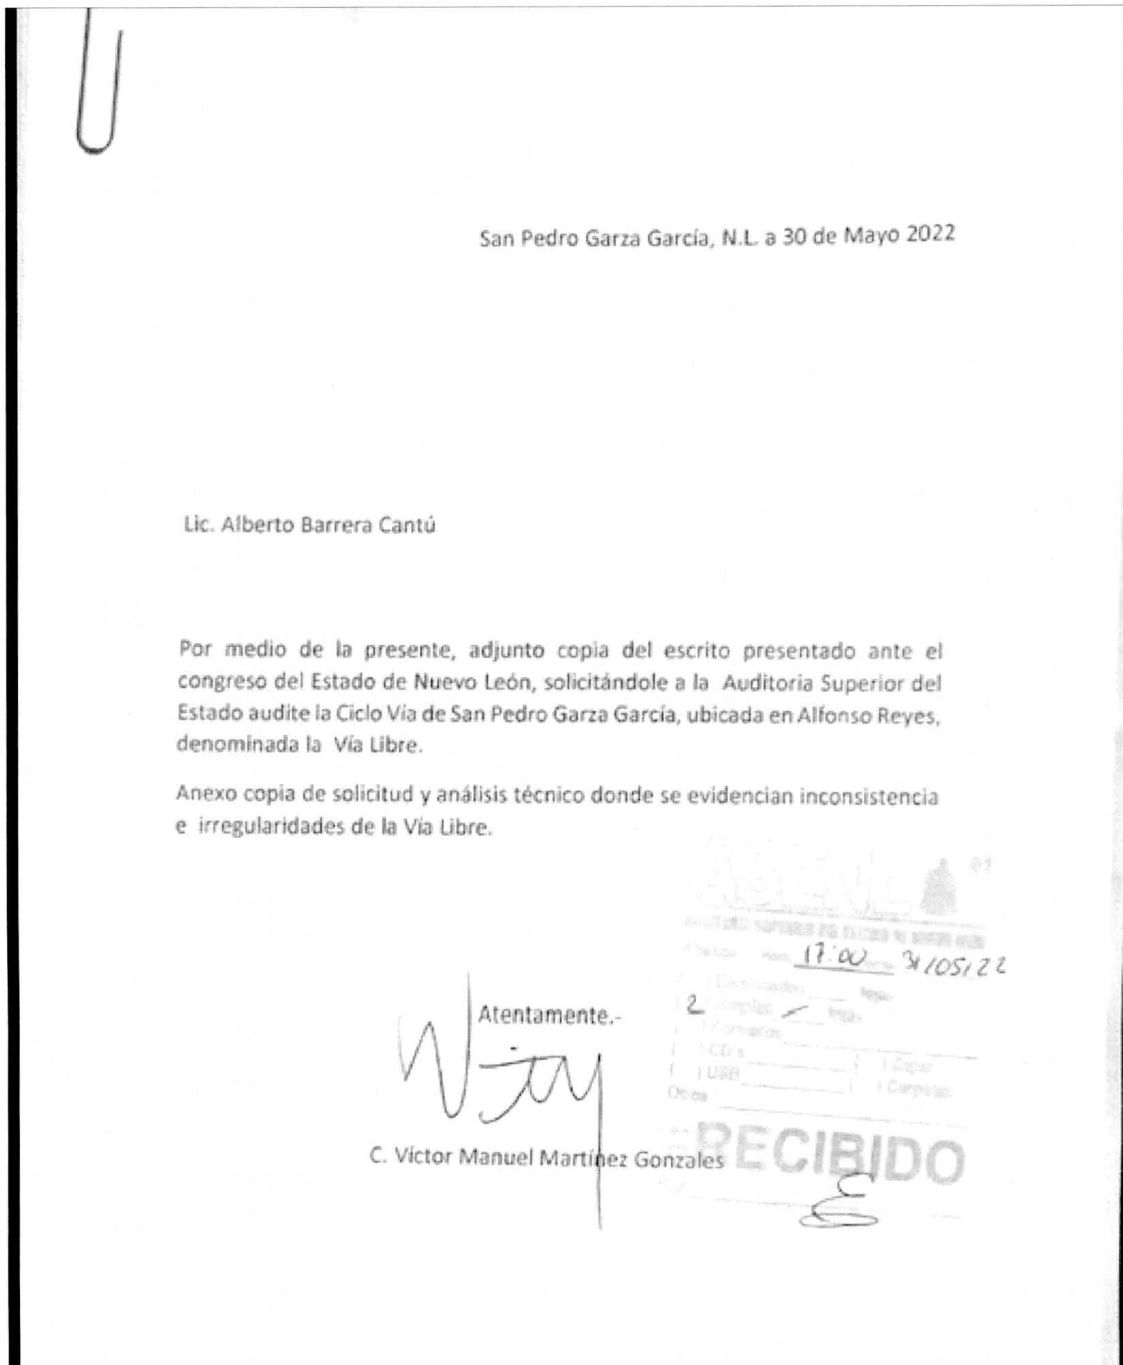 San Pedro Garza García, N.L. a 30 de Mayo 2022
Lic. Alberto Barrera Cantú
Por medio de la presente, adjunto copia del escrito presentado ante el
congreso del Estado de Nuevo León, solicitándole a la Auditoria Superior del
Estado audite la Ciclo Vía de San Pedro Garza García, ubicada en Alfonso Reyes,
denominada la Vía Libre.
Anexo copia de solicitud y análisis técnico donde se evidencian inconsistencia
e irregularidades de la Vía Libre.
ASENL
17:00 31/05/22
2 Simples
CD's
USB
Otros
Atentamente.-
C. Víctor Manuel Martínez Gonzales
RECIBIDO